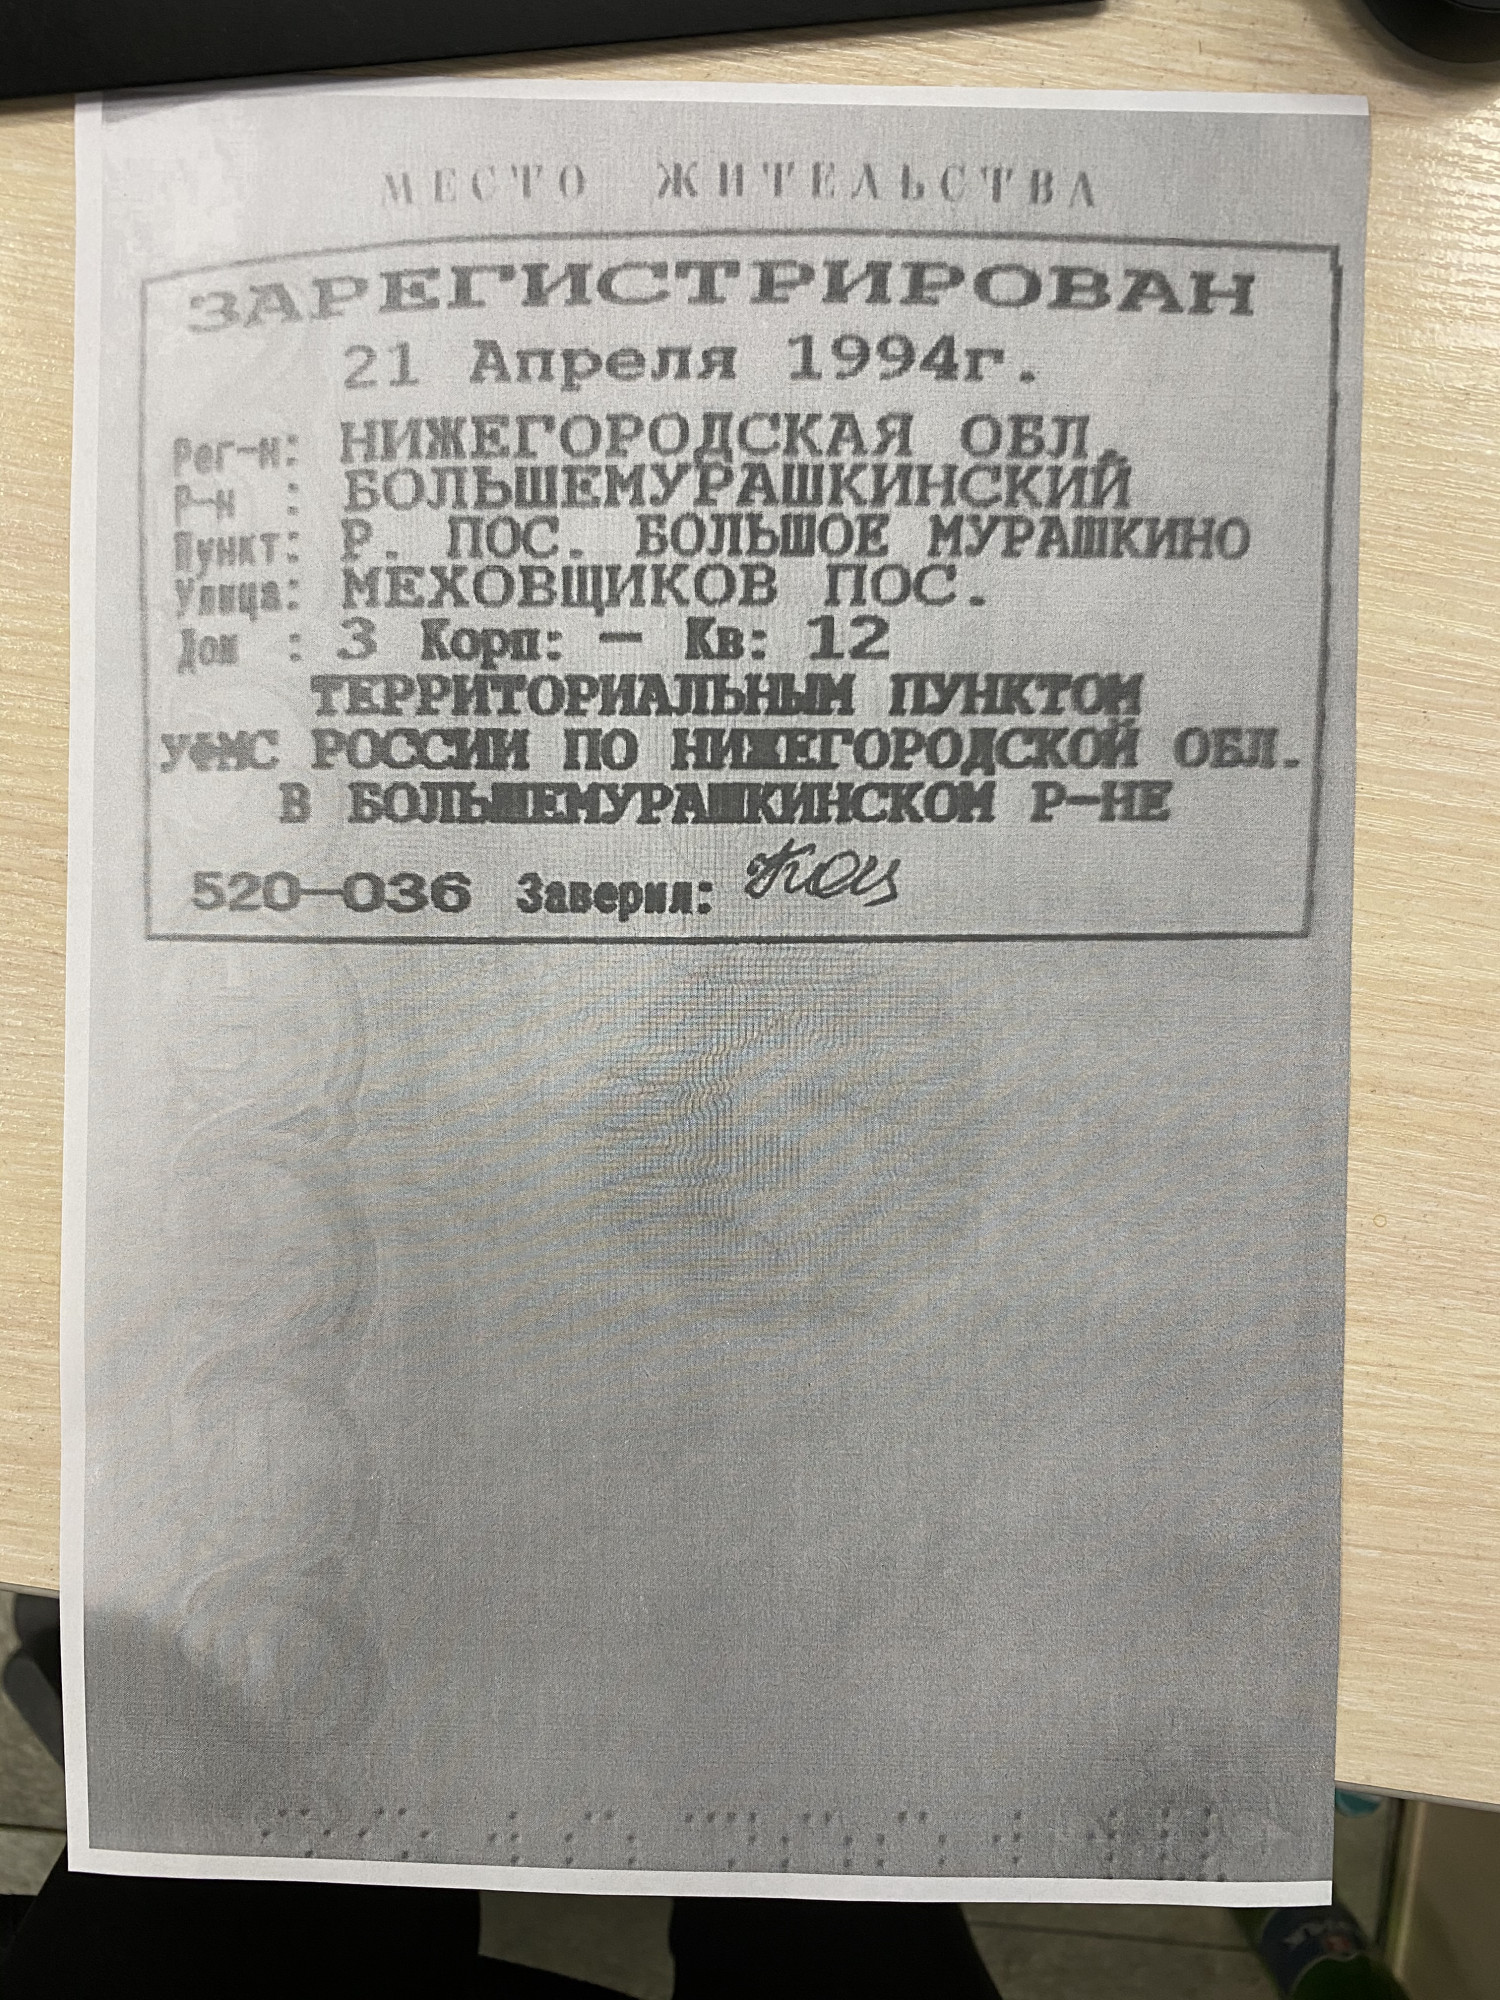 МЕСТО ЖИТЕЛЬСТВА
ЗАРЕГИСТРИРОВАН
21 Апреля 1994г.
Рег-н: НИЖЕГОРОДСКАЯ ОБЛ.
Р-н : БОЛЬШЕМУРАШКИНСКИЙ
Пункт: Р. ПОС. БОЛЬШОЕ МУРАШКИНО
Улица: МЕХОВЩИКОВ ПОС.
Дом : 3 Корп: - Кв: 12
ТЕРРИТОРИАЛЬНЫМ ПУНКТОМ
УФМС РОССИИ ПО НИЖЕГОРОДСКОЙ ОБЛ.
В БОЛЬШЕМУРАШКИНСКОМ Р-НЕ
520-036 Заверил: